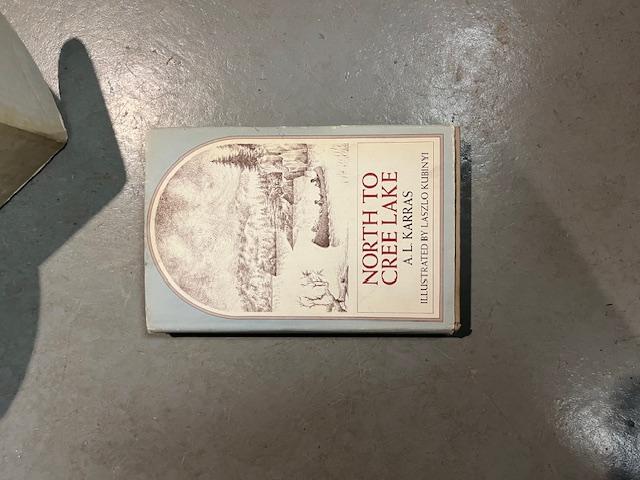 NORTH TO
CREE LAKE
A. L. KARRAS
ILLUSTRATED BY LASZLO KUBINYI